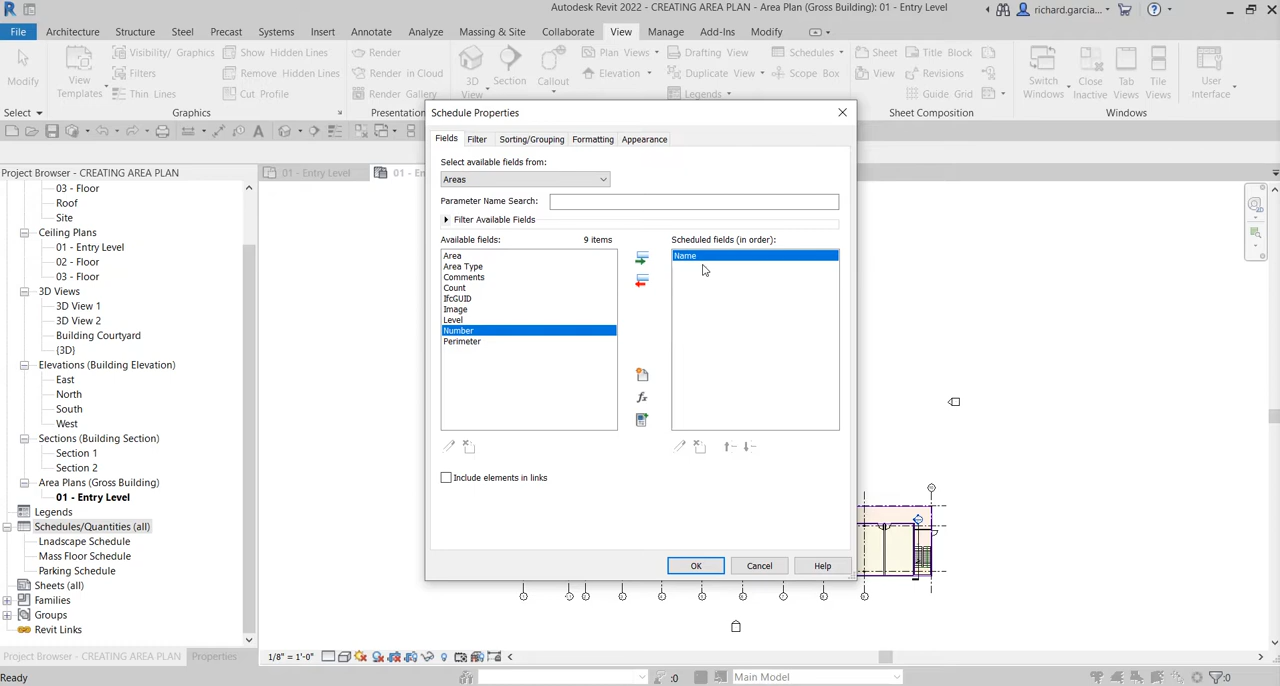 Autodesk Revit 2022 - CREATING AREA PLAN - Area Plan (Gross Building): 01 - Entry Level
richard.garcia...
File Architecture Structure Steel Precast Systems Insert Annotate Analyze Massing & Site Collaborate View Manage Add-Ins Modify
Modify
View Templates
Visibility/ Graphics
Filters
Thin Lines
Show Hidden Lines
Remove Hidden Lines
Cut Profile
Render
Render in Cloud
Render Gallery
3D View
Section
Callout
Plan Views
Elevation
Drafting View
Duplicate View
Legends
Schedules
Scope Box
Sheet
View
Title Block
Revisions
Guide Grid
Switch Windows
Close Inactive
Tab Views
Tile Views
User Interface
Select
Graphics
Presentation
Sheet Composition
Windows
Project Browser - CREATING AREA PLAN
03 - Floor
Roof
Site
Ceiling Plans
01 - Entry Level
02 - Floor
03 - Floor
3D Views
3D View 1
3D View 2
Building Courtyard
{3D}
Elevations (Building Elevation)
East
North
South
West
Sections (Building Section)
Section 1
Section 2
Area Plans (Gross Building)
01 - Entry Level
Legends
Schedules/Quantities (all)
Lnadscape Schedule
Mass Floor Schedule
Parking Schedule
Sheets (all)
Families
Groups
Revit Links
Project Browser - CREATING AREA PLAN
Properties
Ready
01 - Entry Level
01 - En
Schedule Properties
Fields Filter Sorting/Grouping Formatting Appearance
Select available fields from:
Areas
Parameter Name Search:
Filter Available Fields
Available fields: 9 items
Area
Area Type
Comments
Count
IfcGUID
Image
Level
Number
Perimeter
Scheduled fields (in order):
Name
fx
Include elements in links
OK Cancel Help
1/8" = 1'-0"
:0
Main Model
:0